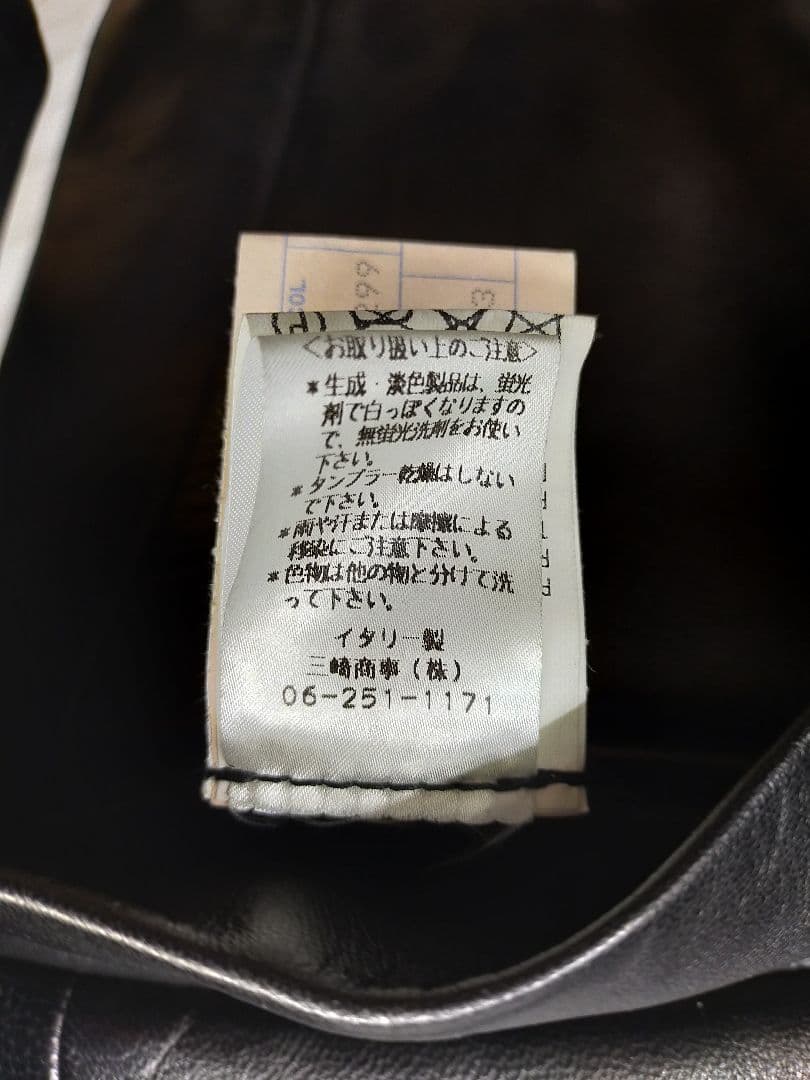 COL
299
3
<お取り扱い上のご注意>
*生成・淡色製品は、蛍光
剤で白っぽくなりますの
で、無蛍光洗剤をお使い
下さい。
*タンブラー乾燥はしない
で下さい。
*雨や汗または摩擦による
移染にご注意下さい。
*色物は他の物と分けて洗
って下さい。
イタリー製
三崎商事(株)
06-251-1171